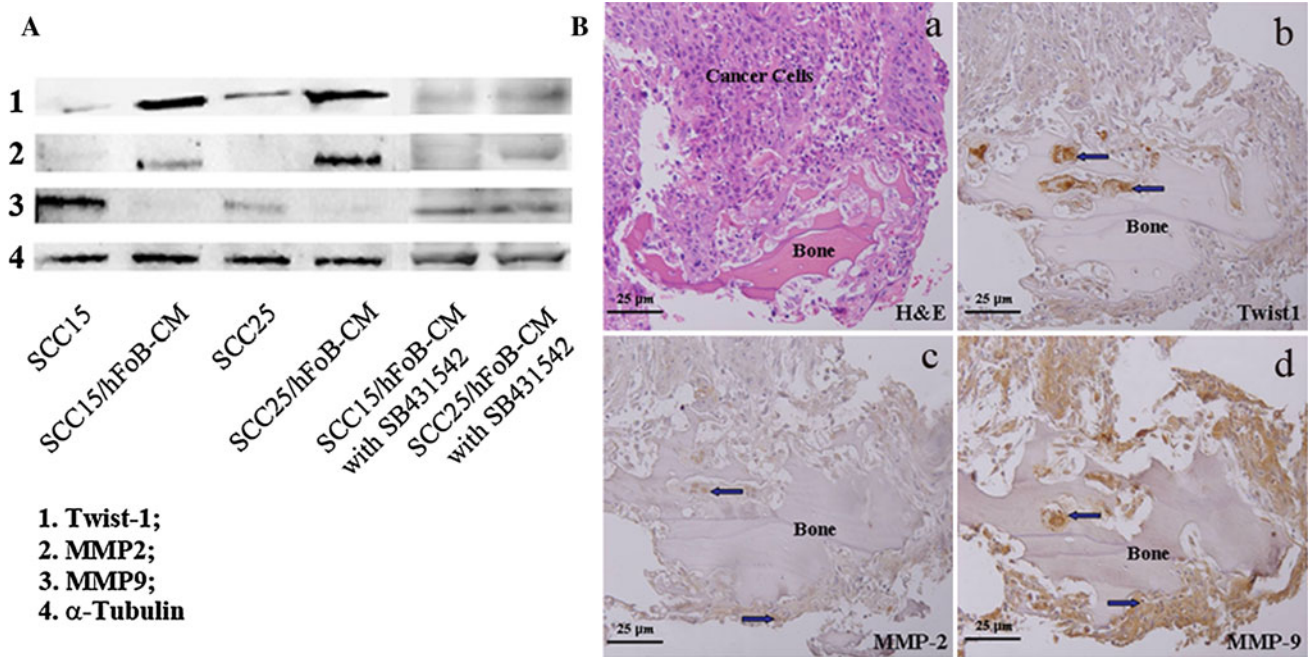 A
1
2
3
4
SCC15
SCC15/hFoB-CM
SCC25
SCC25/hFoB-CM
SCC15/hFoB-CM
with SB431542
SCC25/hFoB-CM
with SB431542
1. Twist-1;
2. MMP2;
3. MMP9;
4. α-Tubulin
B
a
Cancer Cells
Bone
25 μm
H&E
b
Bone
25 μm
Twist1
c
Bone
25 μm
MMP-2
d
Bone
25 μm
MMP-9